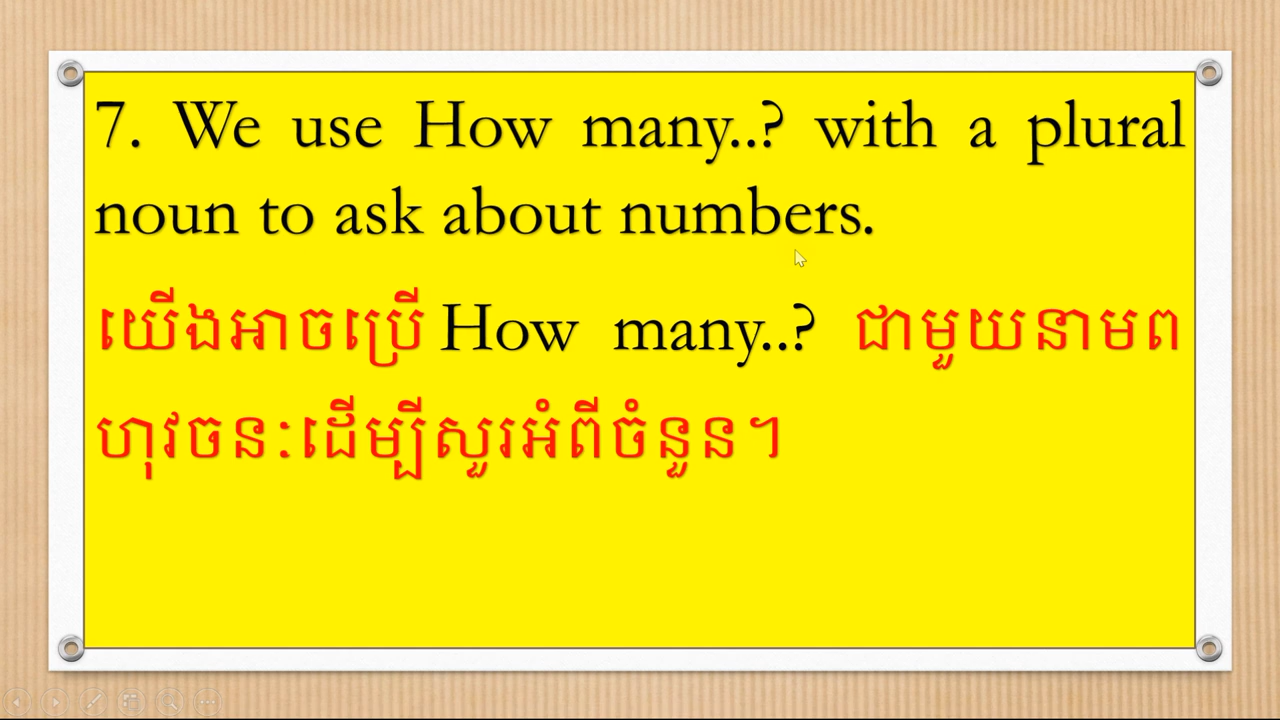 7. We use How many..? with a plural
noun to ask about numbers.
យើងអាចប្រើ How many..? ជាមួយនាមព
ហុវចនៈដើម្បីសួរអំពីចំនួន។